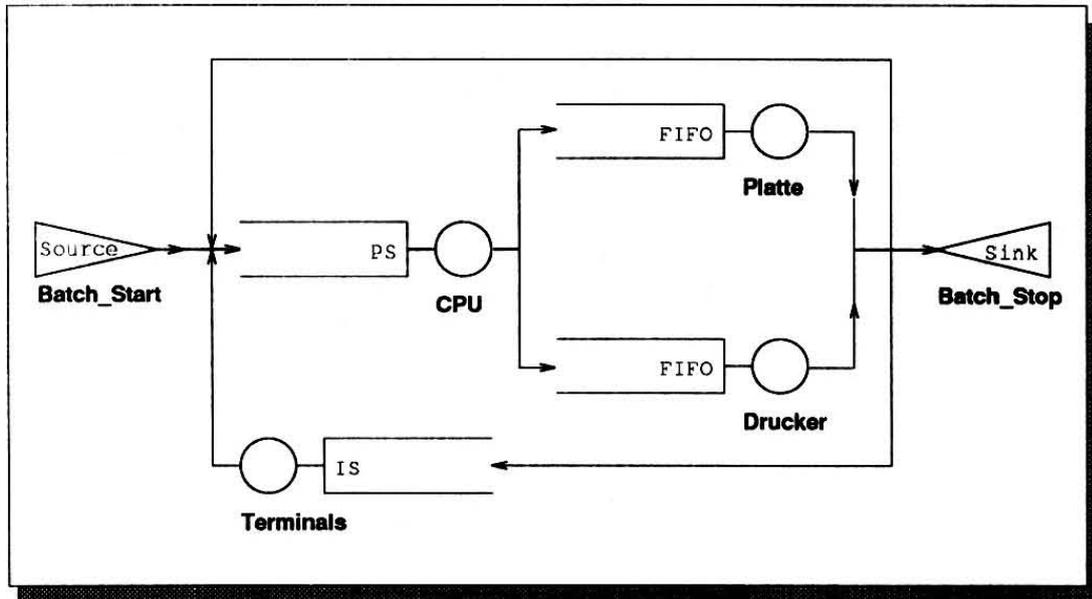 FIFO
Platte
Source
PS
Sink
Batch_Start
CPU
Batch_Stop
FIFO
Drucker
IS
Terminals